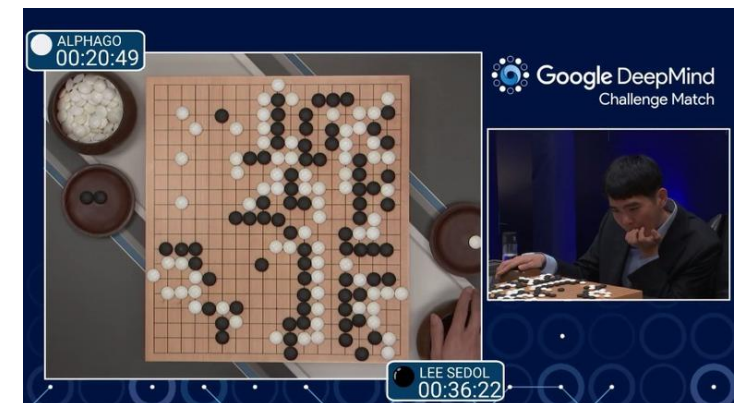 ALPHAGO
00:20:49
Google DeepMind
Challenge Match
LEE SEDOL
00:36:22